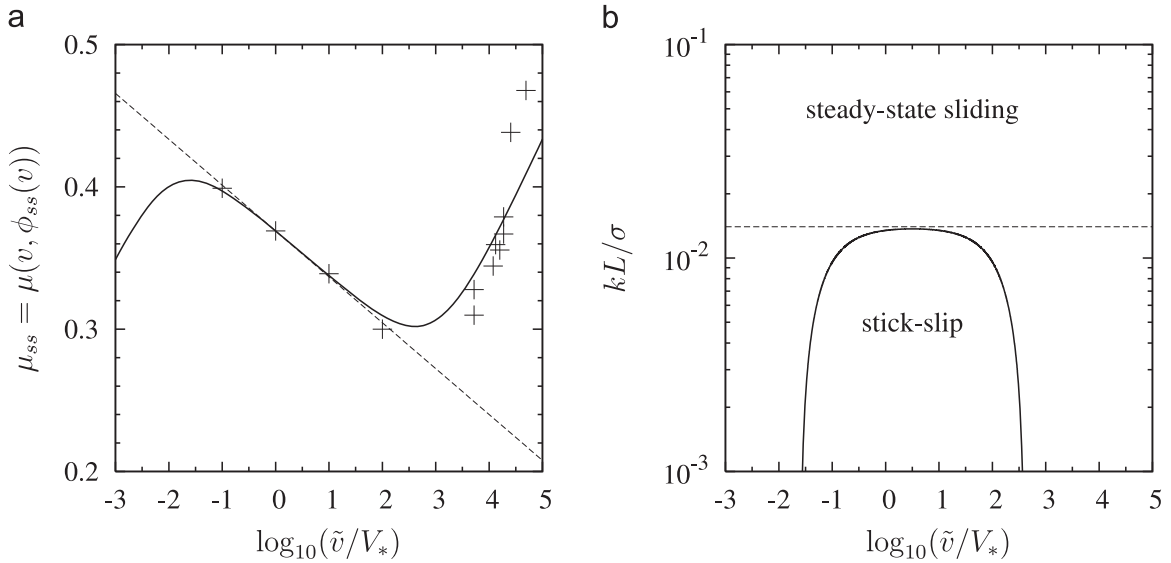 a
0.5
0.4
0.3
0.2
μ_ss = μ(v, ϕ_ss(v))
-3 -2 -1 0 1 2 3 4 5
log₁₀(ṽ/V_*)
b
10⁻¹
10⁻²
10⁻³
kL/σ
steady-state sliding
stick-slip
-3 -2 -1 0 1 2 3 4 5
log₁₀(ṽ/V_*)